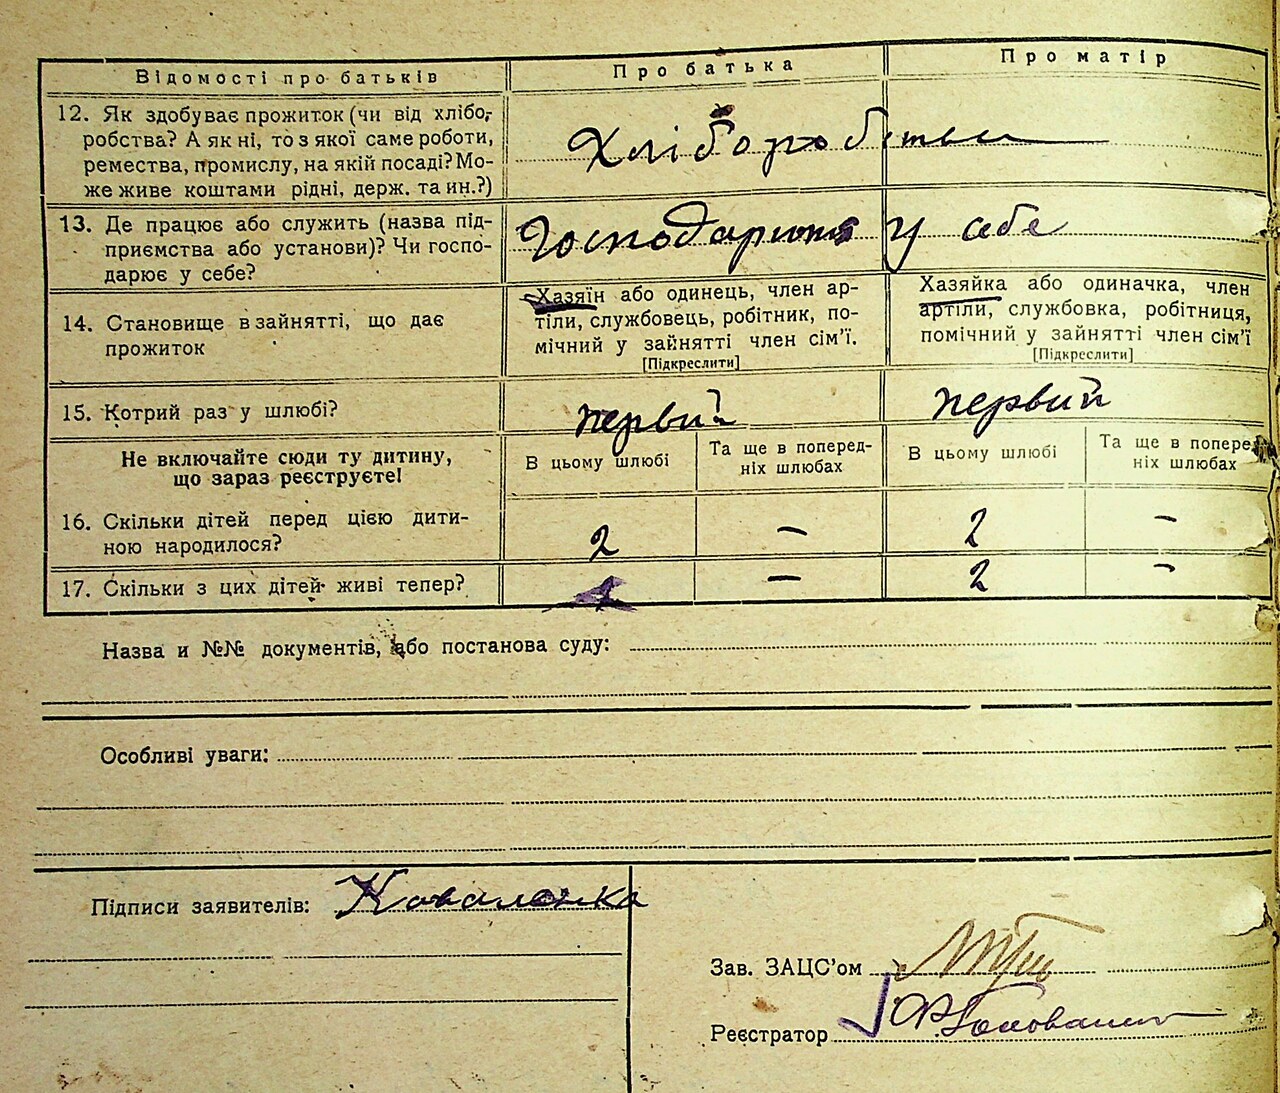 Відомості про батьків
Про батька
Про матір
12. Як здобуває прожиток (чи від хлібо-
робства? А як ні, то з якої саме роботи,
ремества, промислу, на якій посаді? Мо-
же живе коштами рідні, держ. та ин.?)
Хліборобства
13. Де працює або служить (назва під-
приємства або установи)? Чи госпо-
дарює у себе?
у себе
14. Становище в зайнятті, що дає
прожиток
Хазяїн або одинець, член ар-
тіли, службовець, робітник, по-
мічний у зайнятті член сім’ї.
[Підкреслити]
Хазяйка або одиначка, член
артіли, службовка, робітниця,
помічний у зайнятті член сім’ї
[Підкреслити]
15. Котрий раз у шлюбі?
первий
первий
Не включайте сюди ту дитину,
що зараз реєструєте!
В цьому шлюбі
Та ще в поперед-
ніх шлюбах
В цьому шлюбі
Та ще в поперед-
ніх шлюбах
16. Скільки дітей перед цією дити-
ною народилося?
2
–
2
–
17. Скільки з цих дітей живі тепер?
–
2
–
Назва и №№ документів, або постанова суду:
Особливі уваги:
Підписи заявителів: Коваленка
Зав. ЗАЦС’ом
Реєстратор